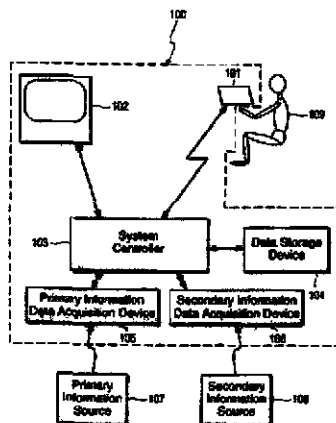 100
101
102
109
103
System
Controller
Data Storage
Device
104
Primary Information
Data Acquisition Device
105
Secondary Information
Data Acquisition Device
106
Primary
Information
Source
107
Secondary
Information
Source
108